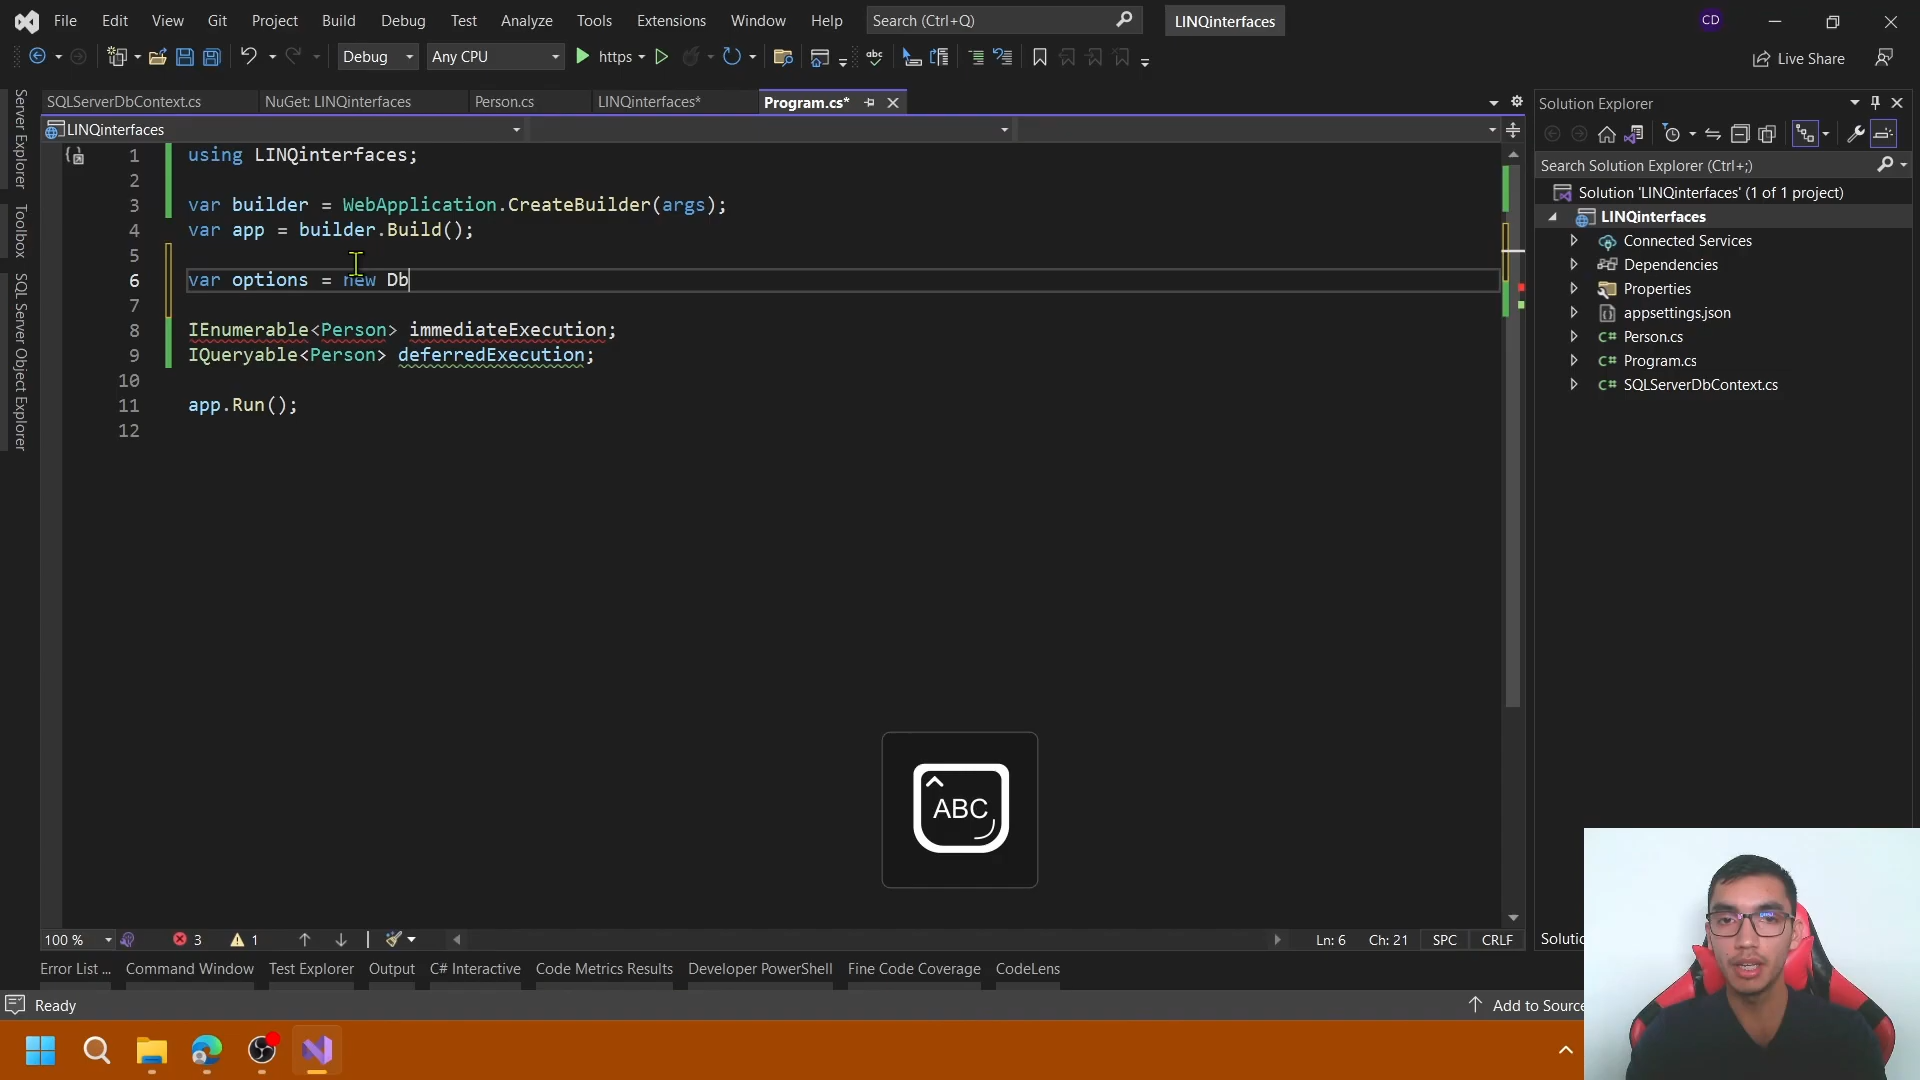 File Edit View Git Project Build Debug Test Analyze Tools Extensions Window Help Search (Ctrl+Q) LINQinterfaces CD
Debug Any CPU https abc Live Share
SQLServerDbContext.cs NuGet: LINQinterfaces Person.cs LINQinterfaces* Program.cs*
LINQinterfaces
Server Explorer
Toolbox
SQL Server Object Explorer
1 using LINQinterfaces;
2
3 var builder = WebApplication.CreateBuilder(args);
4 var app = builder.Build();
5
6 var options = new Db
7
8 IEnumerable<Person> immediateExecution;
9 IQueryable<Person> deferredExecution;
10
11 app.Run();
12
ABC
Solution Explorer
Search Solution Explorer (Ctrl+;)
Solution 'LINQinterfaces' (1 of 1 project)
LINQinterfaces
Connected Services
Dependencies
Properties
appsettings.json
C# Person.cs
C# Program.cs
C# SQLServerDbContext.cs
100 % 3 1 Ln: 6 Ch: 21 SPC CRLF Solutio
Error List ... Command Window Test Explorer Output C# Interactive Code Metrics Results Developer PowerShell Fine Code Coverage CodeLens
Ready Add to Source